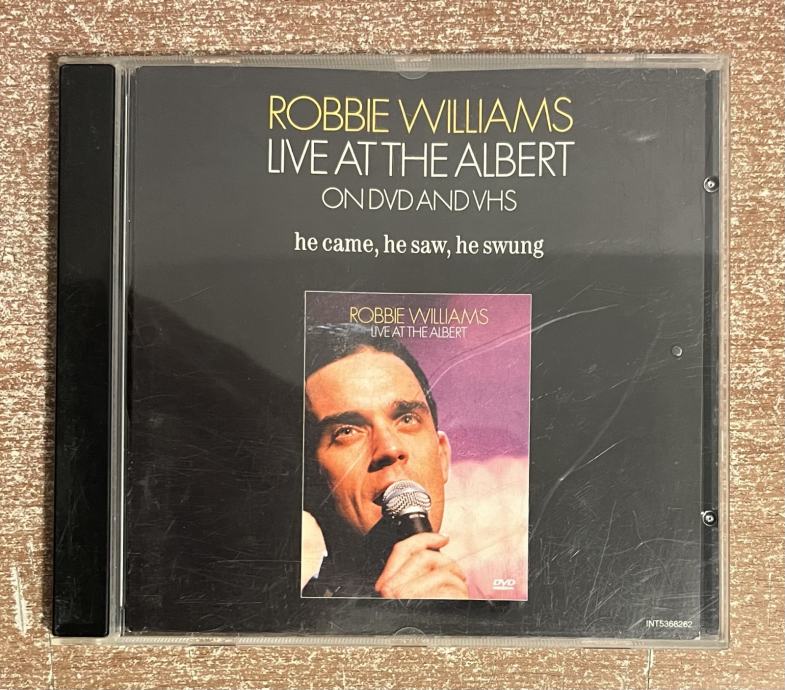 ROBBIE WILLIAMS
LIVE AT THE ALBERT
ON DVD AND VHS
he came, he saw, he swung
ROBBIE WILLIAMS
LIVE AT THE ALBERT
DVD
INT5368262